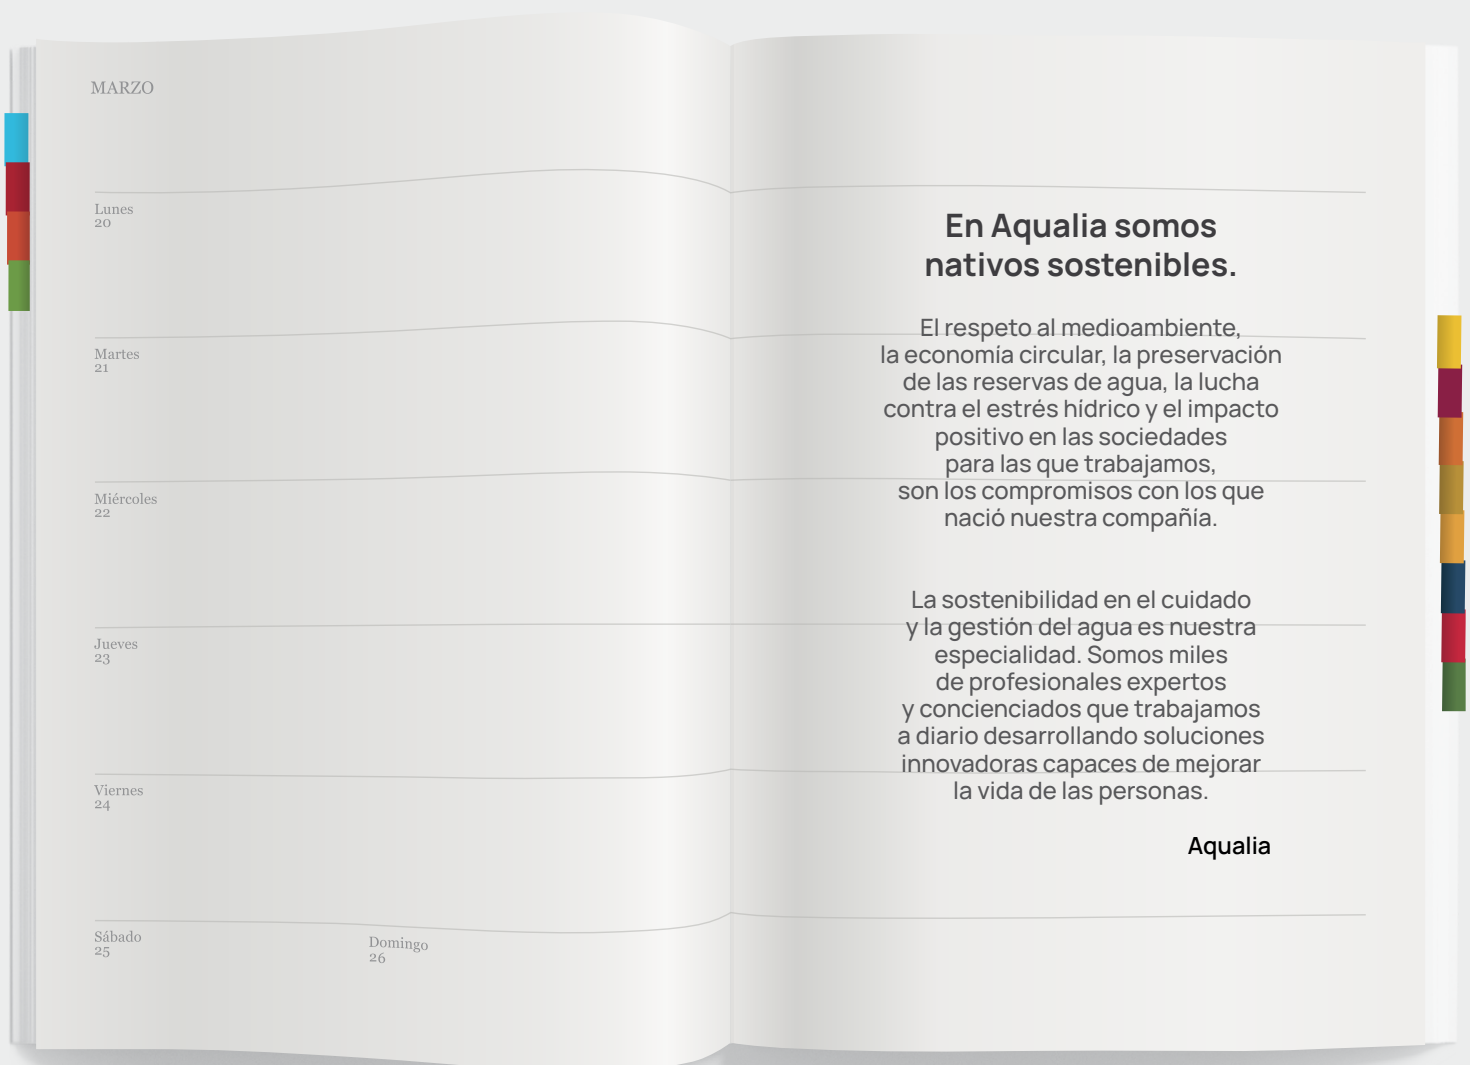 MARZO
Lunes
20
Martes
21
Miércoles
22
Jueves
23
Viernes
24
Sábado
25
Domingo
26
En Aqualia somos
nativos sostenibles.
El respeto al medioambiente,
la economía circular, la preservación
de las reservas de agua, la lucha
contra el estrés hídrico y el impacto
positivo en las sociedades
para las que trabajamos,
son los compromisos con los que
nació nuestra compañía.
La sostenibilidad en el cuidado
y la gestión del agua es nuestra
especialidad. Somos miles
de profesionales expertos
y concienciados que trabajamos
a diario desarrollando soluciones
innovadoras capaces de mejorar
la vida de las personas.
Aqualia